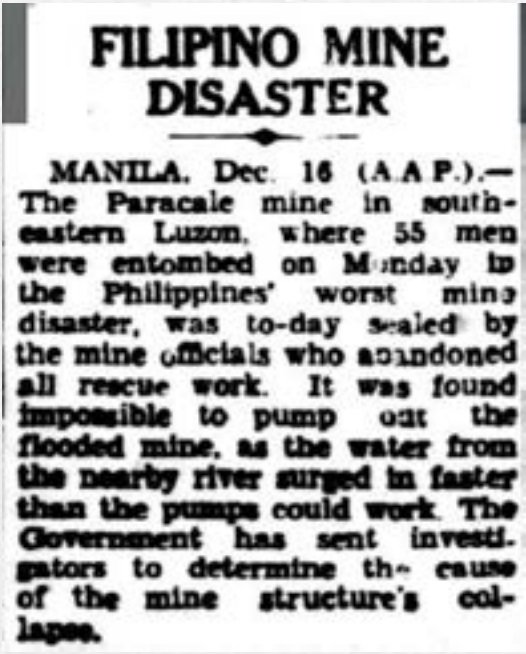 FILIPINO MINE
DISASTER
MANILA. Dec. 16 (A.A.P.).—
The Paracale mine in south-
eastern Luzon, where 55 men
were entombed on Monday in
the Philippines' worst mine
disaster, was to-day sealed by
the mine officials who abandoned
all rescue work. It was found
impossible to pump out the
flooded mine, as the water from
the nearby river surged in faster
than the pumps could work. The
Government has sent investi-
gators to determine the cause
of the mine structure's col-
lapse.